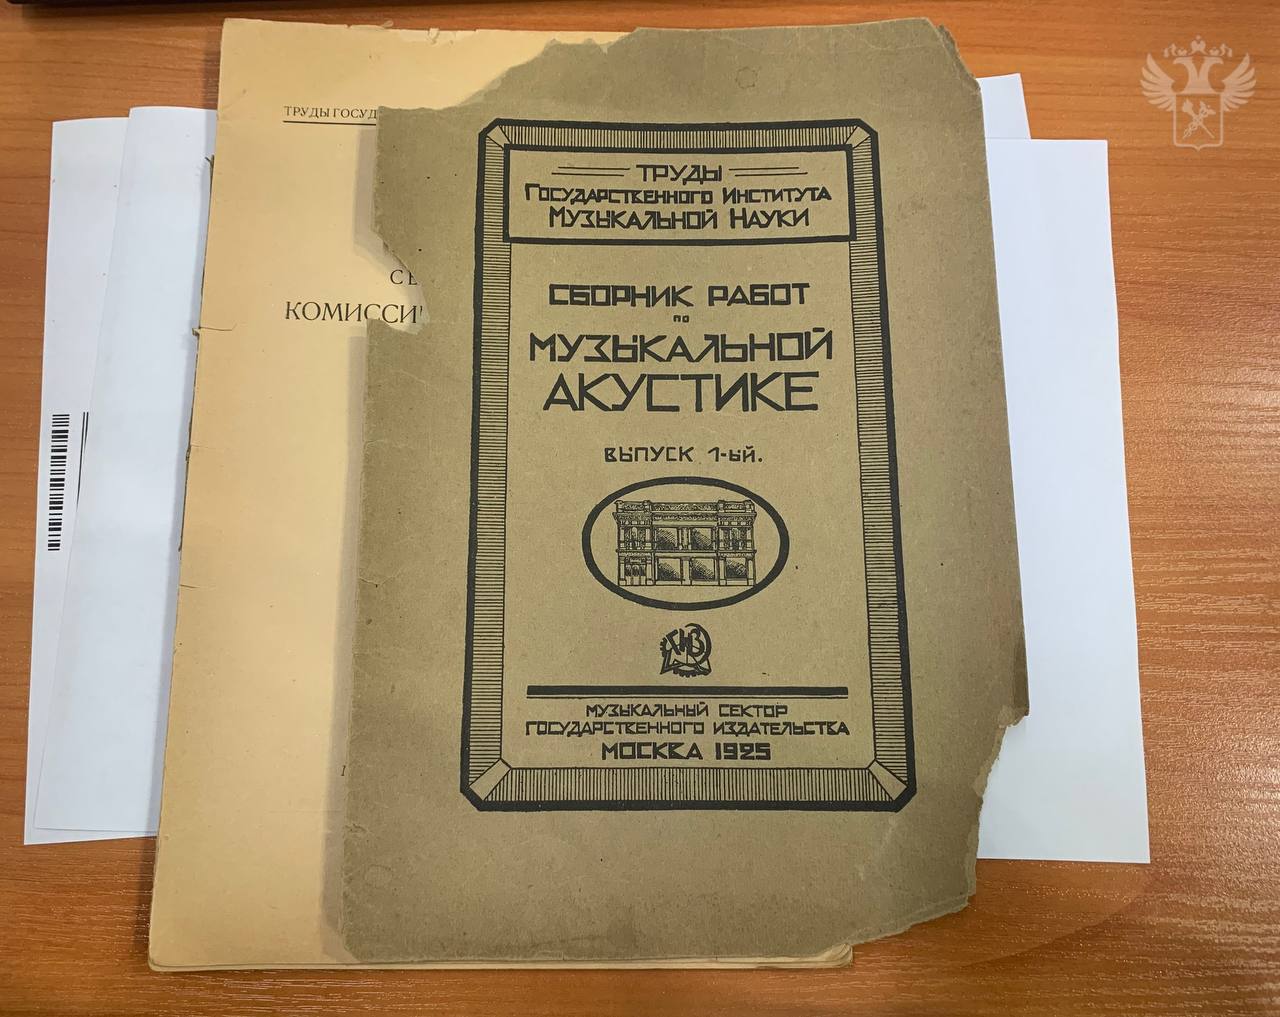 ТРУДЫ ГОСУД
СЕ
КОМИССИ
ТРУДЫ
ГОСУДАРСТВЕННОГО ИНСТИТУТА
МУЗЫКАЛЬНОЙ НАУКИ
СБОРНИК РАБОТ
ПО
МУЗЫКАЛЬНОЙ
АКУСТИКЕ
ВЫПУСК 1-ЫЙ.
ГИЗ
МУЗЫКАЛЬНЫЙ СЕКТОР
ГОСУДАРСТВЕННОГО ИЗДАТЕЛЬСТВА
МОСКВА 1925